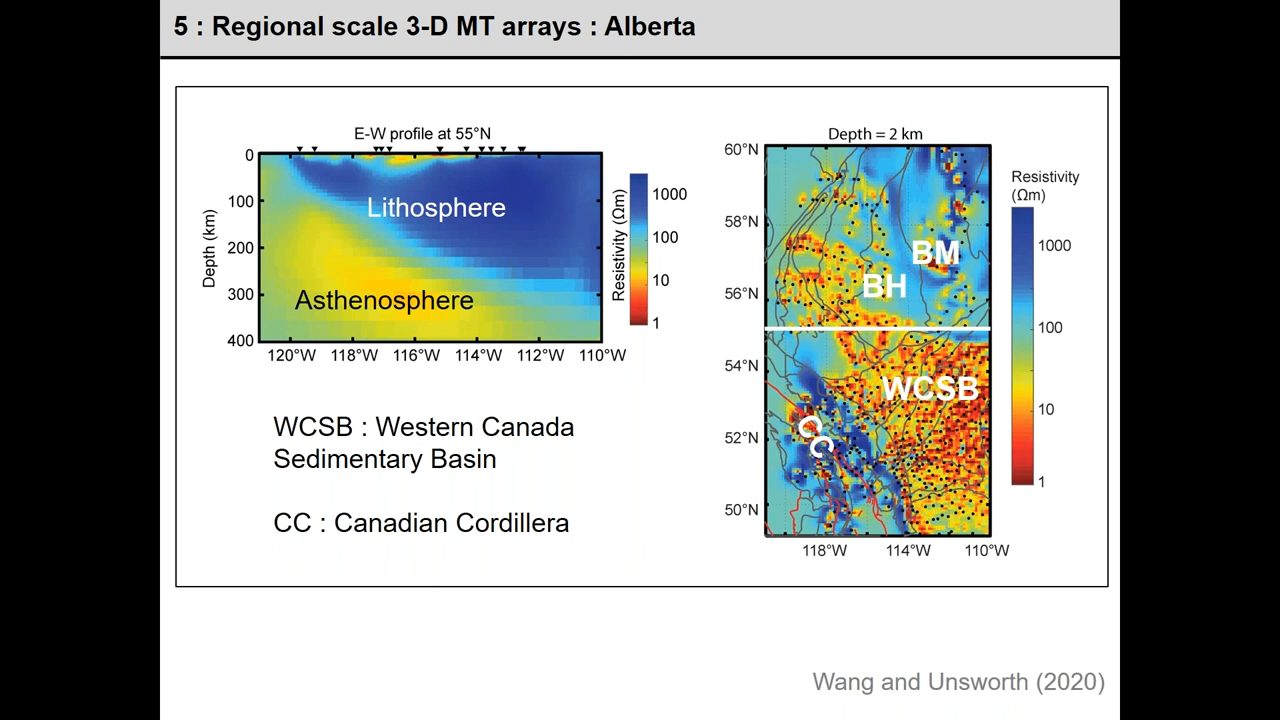 5 : Regional scale 3-D MT arrays : Alberta
E-W profile at 55°N
0
100
200
300
400
Depth (km)
Lithosphere
Asthenosphere
120°W 118°W 116°W 114°W 112°W 110°W
Resistivity (Ωm)
1000
100
10
1
WCSB : Western Canada
Sedimentary Basin
CC : Canadian Cordillera
Depth = 2 km
60°N
58°N
56°N
54°N
52°N
50°N
BM
BH
WCSB
CC
118°W 114°W 110°W
Resistivity
(Ωm)
1000
100
10
1
Wang and Unsworth (2020)